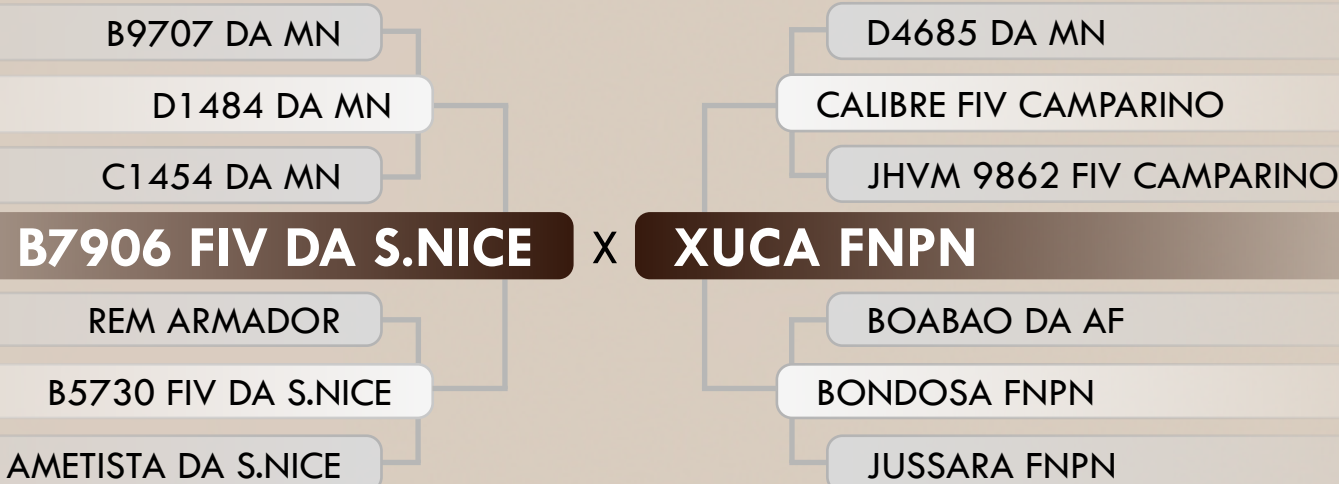 B9707 DA MN
D1484 DA MN
C1454 DA MN
B7906 FIV DA S.NICE
REM ARMADOR
B5730 FIV DA S.NICE
AMETISTA DA S.NICE
X
D4685 DA MN
CALIBRE FIV CAMPARINO
JHVM 9862 FIV CAMPARINO
XUCA FNPN
BOABAO DA AF
BONDOSA FNPN
JUSSARA FNPN